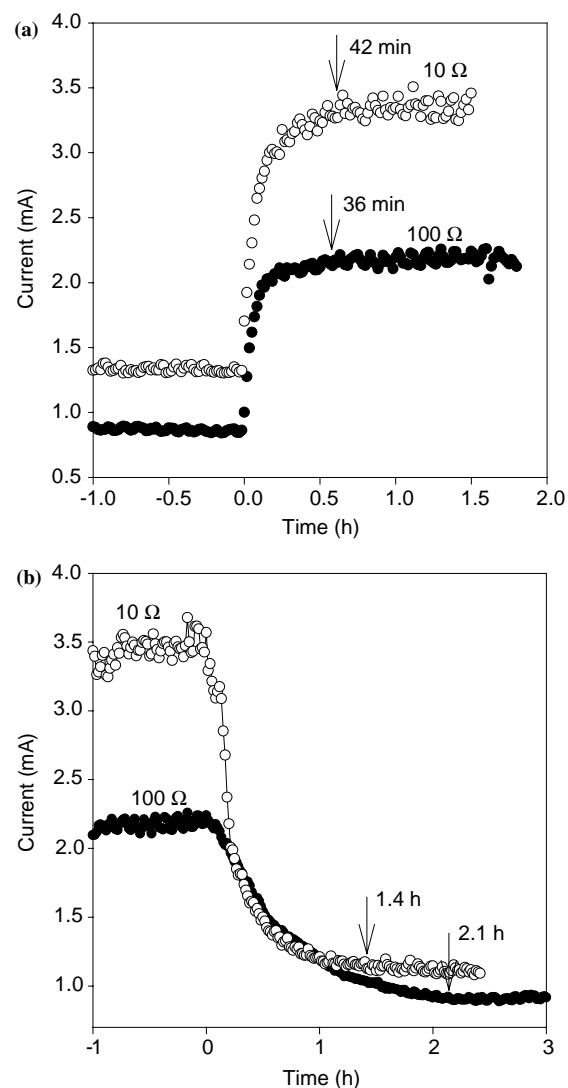 (a)
4.0
3.5
3.0
2.5
2.0
1.5
1.0
0.5
Current (mA)
42 min
10 Ω
36 min
100 Ω
-1.0 -0.5 0.0 0.5 1.0 1.5 2.0
Time (h)
(b)
4.0
3.5
3.0
2.5
2.0
1.5
1.0
Current (mA)
10 Ω
100 Ω
1.4 h
2.1 h
-1 0 1 2 3
Time (h)